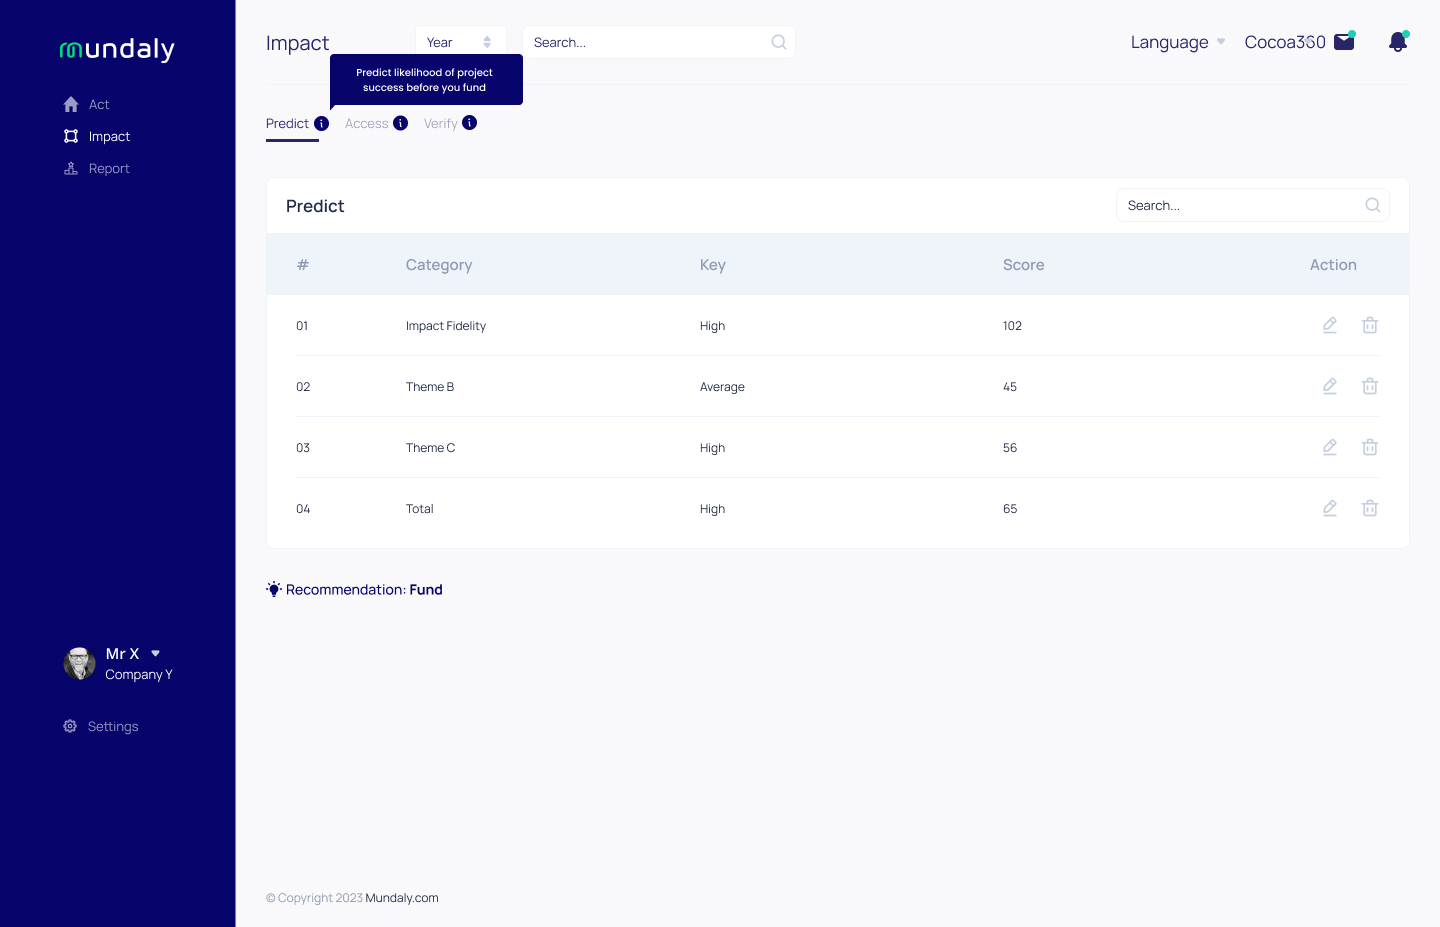 mundaly
Act
Impact
Report
Mr X
Company Y
Settings
Impact
Year
Search...
Language
Cocoa360
Predict likelihood of project
success before you fund
Predict
Access
Verify
Predict
Search...
# Category Key Score Action
01 Impact Fidelity High 102
02 Theme B Average 45
03 Theme C High 56
04 Total High 65
Recommendation: Fund
© Copyright 2023 Mundaly.com